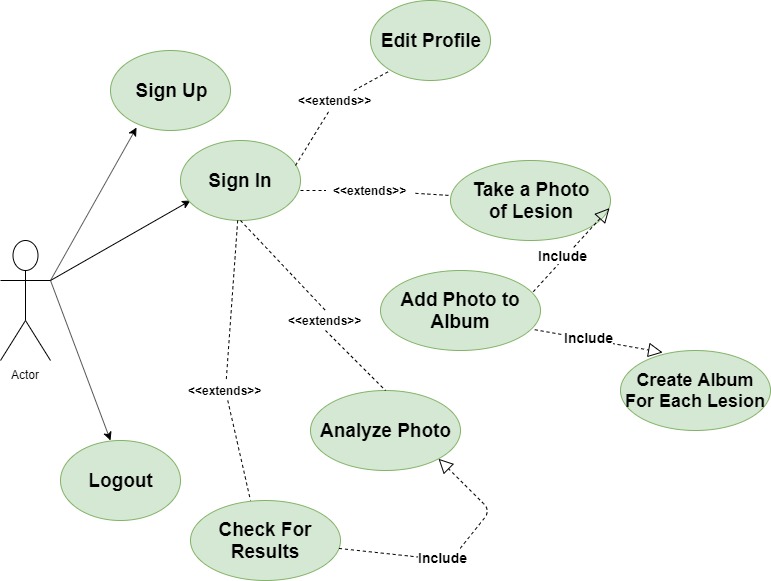 Edit Profile
Sign Up
<<extends>>
Sign In
<<extends>>
Take a Photo
of Lesion
Include
Add Photo to
Album
<<extends>>
Include
Actor
Create Album
For Each Lesion
<<extends>>
Analyze Photo
Logout
Check For
Results
Include